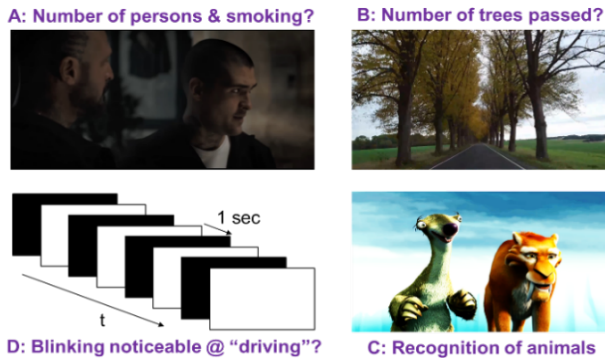 A: Number of persons & smoking?
B: Number of trees passed?
1 sec
t
D: Blinking noticeable @ “driving”?
C: Recognition of animals